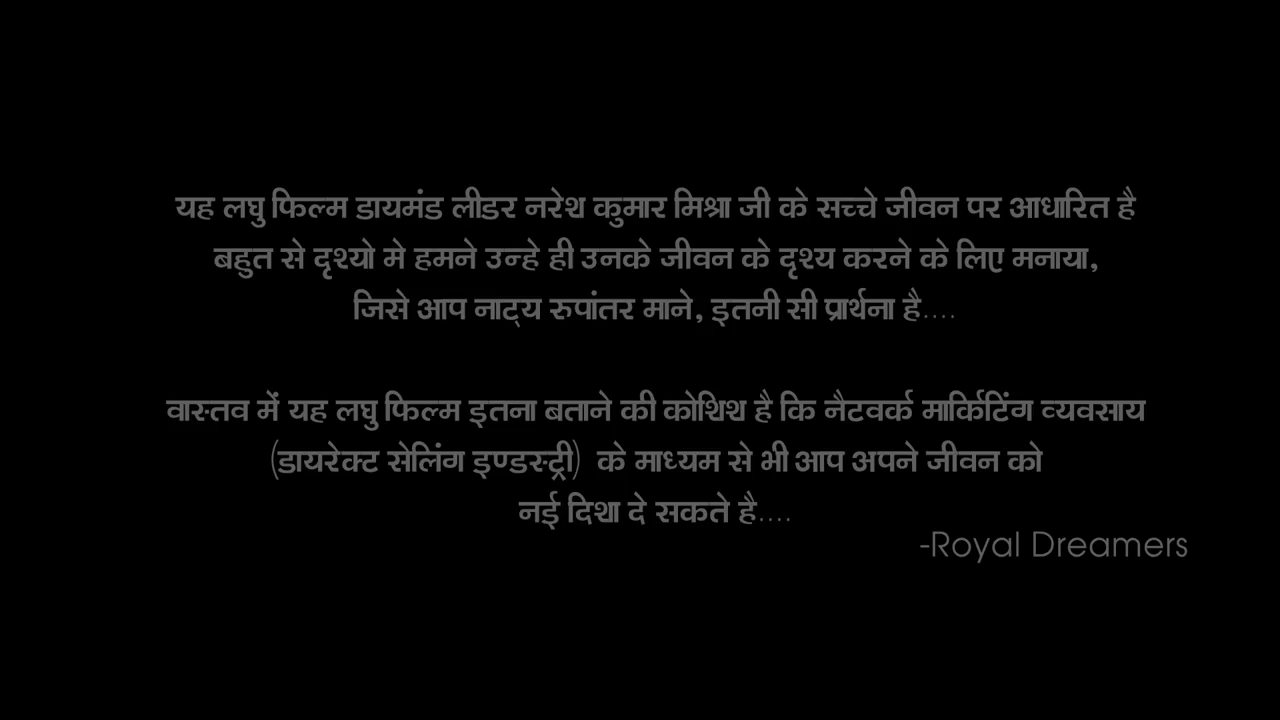 यह लघु फिल्म डायमंड लीडर नरेश कुमार मिश्रा जी के सच्चे जीवन पर आधारित है
बहुत से दृश्यो मे हमने उन्हे ही उनके जीवन के दृश्य करने के लिए मनाया,
जिसे आप नाट्य रुपांतर माने, इतनी सी प्रार्थना है....
वास्तव में यह लघु फिल्म इतना बताने की कोशिश है कि नैटवर्क मार्किटिंग व्यवसाय
(डायरेक्ट सेलिंग इण्डस्ट्री) के माध्यम से भी आप अपने जीवन को
नई दिशा दे सकते है....
-Royal Dreamers